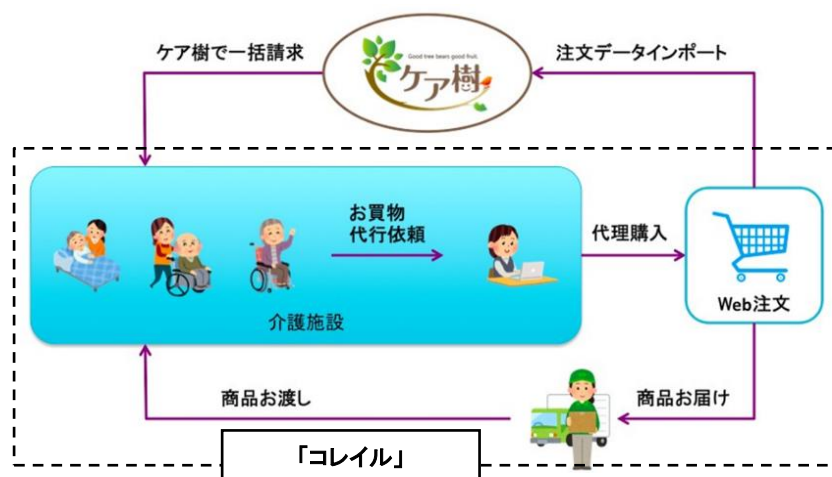 ケア樹で一括請求
Good tree bears good fruit.
ケア樹
注文データインポート
お買物
代行依頼
代理購入
Web注文
介護施設
商品お渡し
商品お届け
「コレイル」